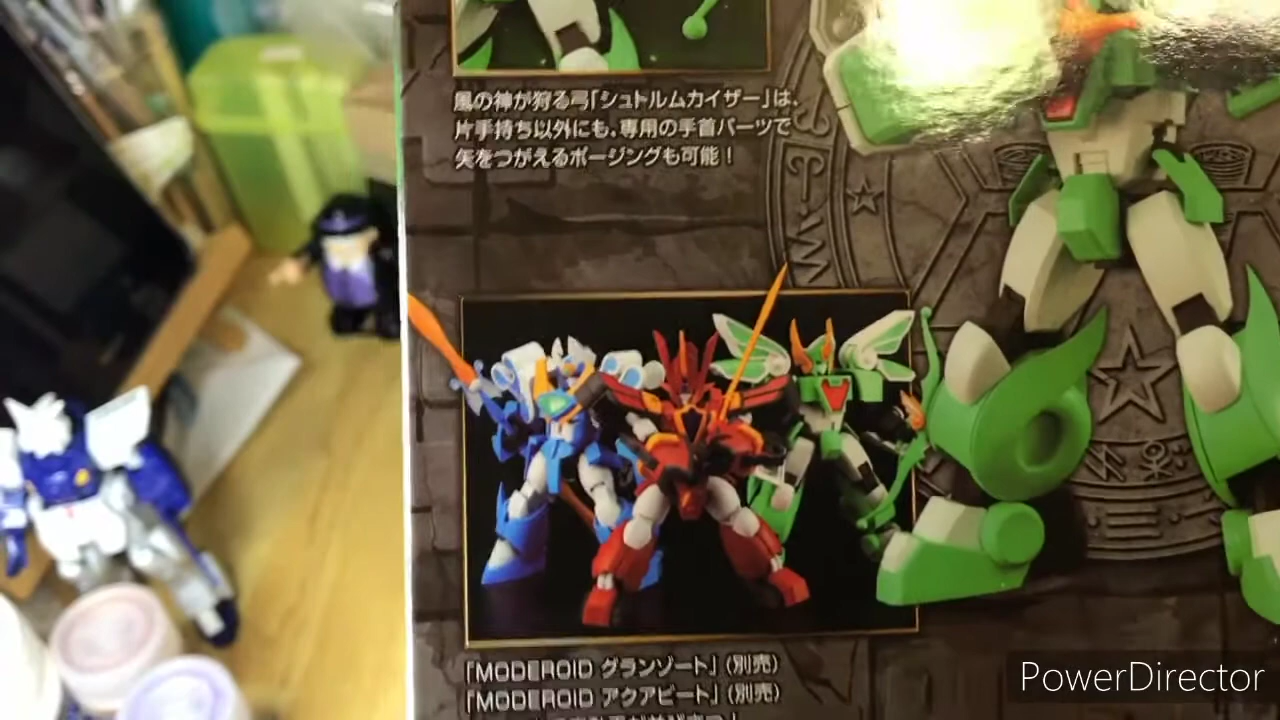 風の神が狩る弓「シュトルムカイザー」は、
片手持ち以外にも、専用の手首パーツで
矢をつがえるポージングも可能！
「MODEROID グランゾート」(別売)
「MODEROID アクアビート」(別売)
PowerDirector